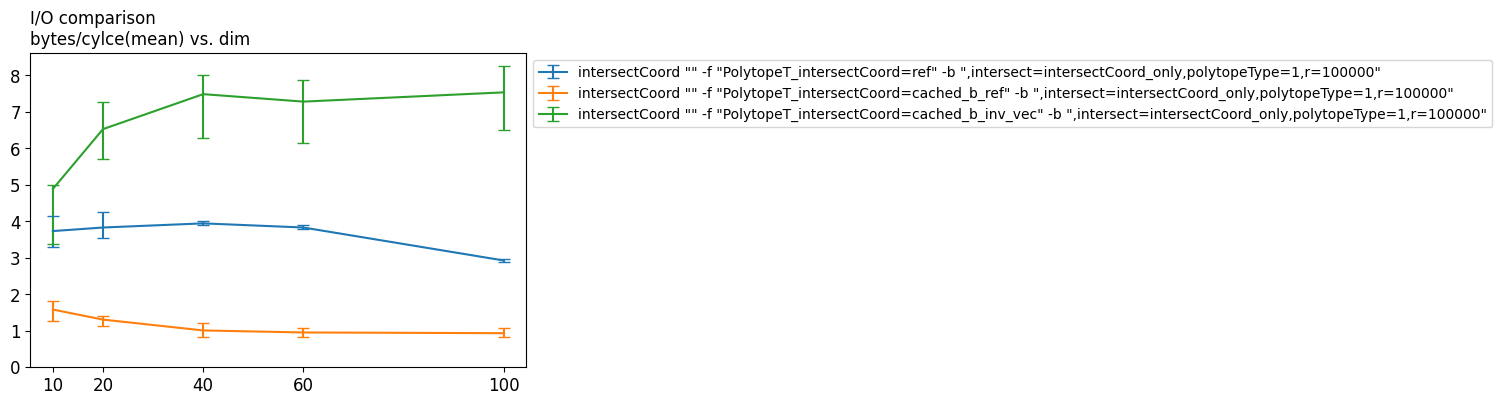 I/O comparison
bytes/cylce(mean) vs. dim
8
7
6
5
4
3
2
1
0
10 20 40 60 100
intersectCoord "" -f "PolytopeT_intersectCoord=ref" -b ",intersect=intersectCoord_only,polytopeType=1,r=100000"
intersectCoord "" -f "PolytopeT_intersectCoord=cached_b_ref" -b ",intersect=intersectCoord_only,polytopeType=1,r=100000"
intersectCoord "" -f "PolytopeT_intersectCoord=cached_b_inv_vec" -b ",intersect=intersectCoord_only,polytopeType=1,r=100000"